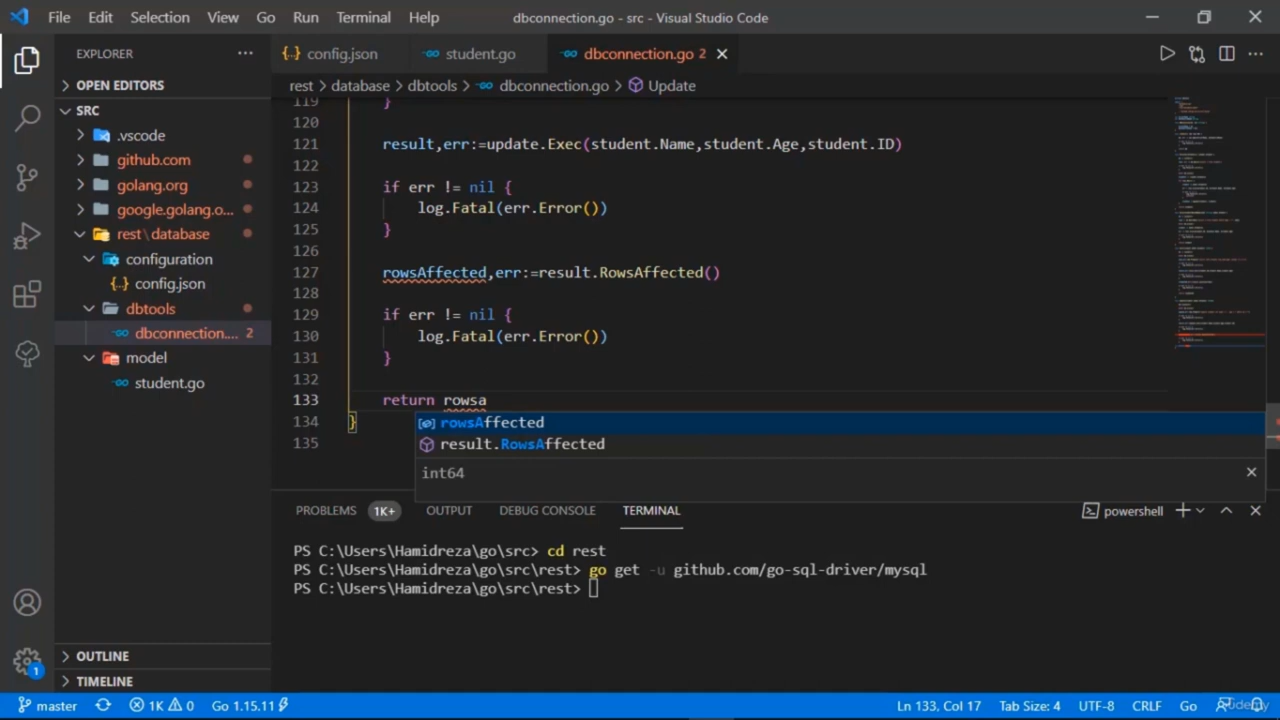 File Edit Selection View Go Run Terminal Help dbconnection.go - src - Visual Studio Code
EXPLORER
config.json student.go dbconnection.go 2
OPEN EDITORS
rest > database > dbtools > dbconnection.go > Update
SRC
.vscode
github.com
golang.org
google.golang.o...
rest\database
configuration
config.json
dbtools
dbconnection... 2
model
student.go
OUTLINE
TIMELINE
119 }
120
121 result,err:=update.Exec(student.Name,student.Age,student.ID)
122
123 if err != nil {
124 log.Fatil(err.Error())
125 }
126
127 rowsAffected,err:=result.RowsAffected()
128
129 if err != nil {
130 log.Fatil(err.Error())
131 }
132
133 return rowsa
134 }
135
rowsAffected
result.RowsAffected
int64
PROBLEMS 1K+ OUTPUT DEBUG CONSOLE TERMINAL powershell
PS C:\Users\Hamidreza\go\src> cd rest
PS C:\Users\Hamidreza\go\src\rest> go get -u github.com/go-sql-driver/mysql
PS C:\Users\Hamidreza\go\src\rest>
1
master 1K 0 Go 1.15.11 Ln 133, Col 17 Tab Size: 4 UTF-8 CRLF Go
Udemy